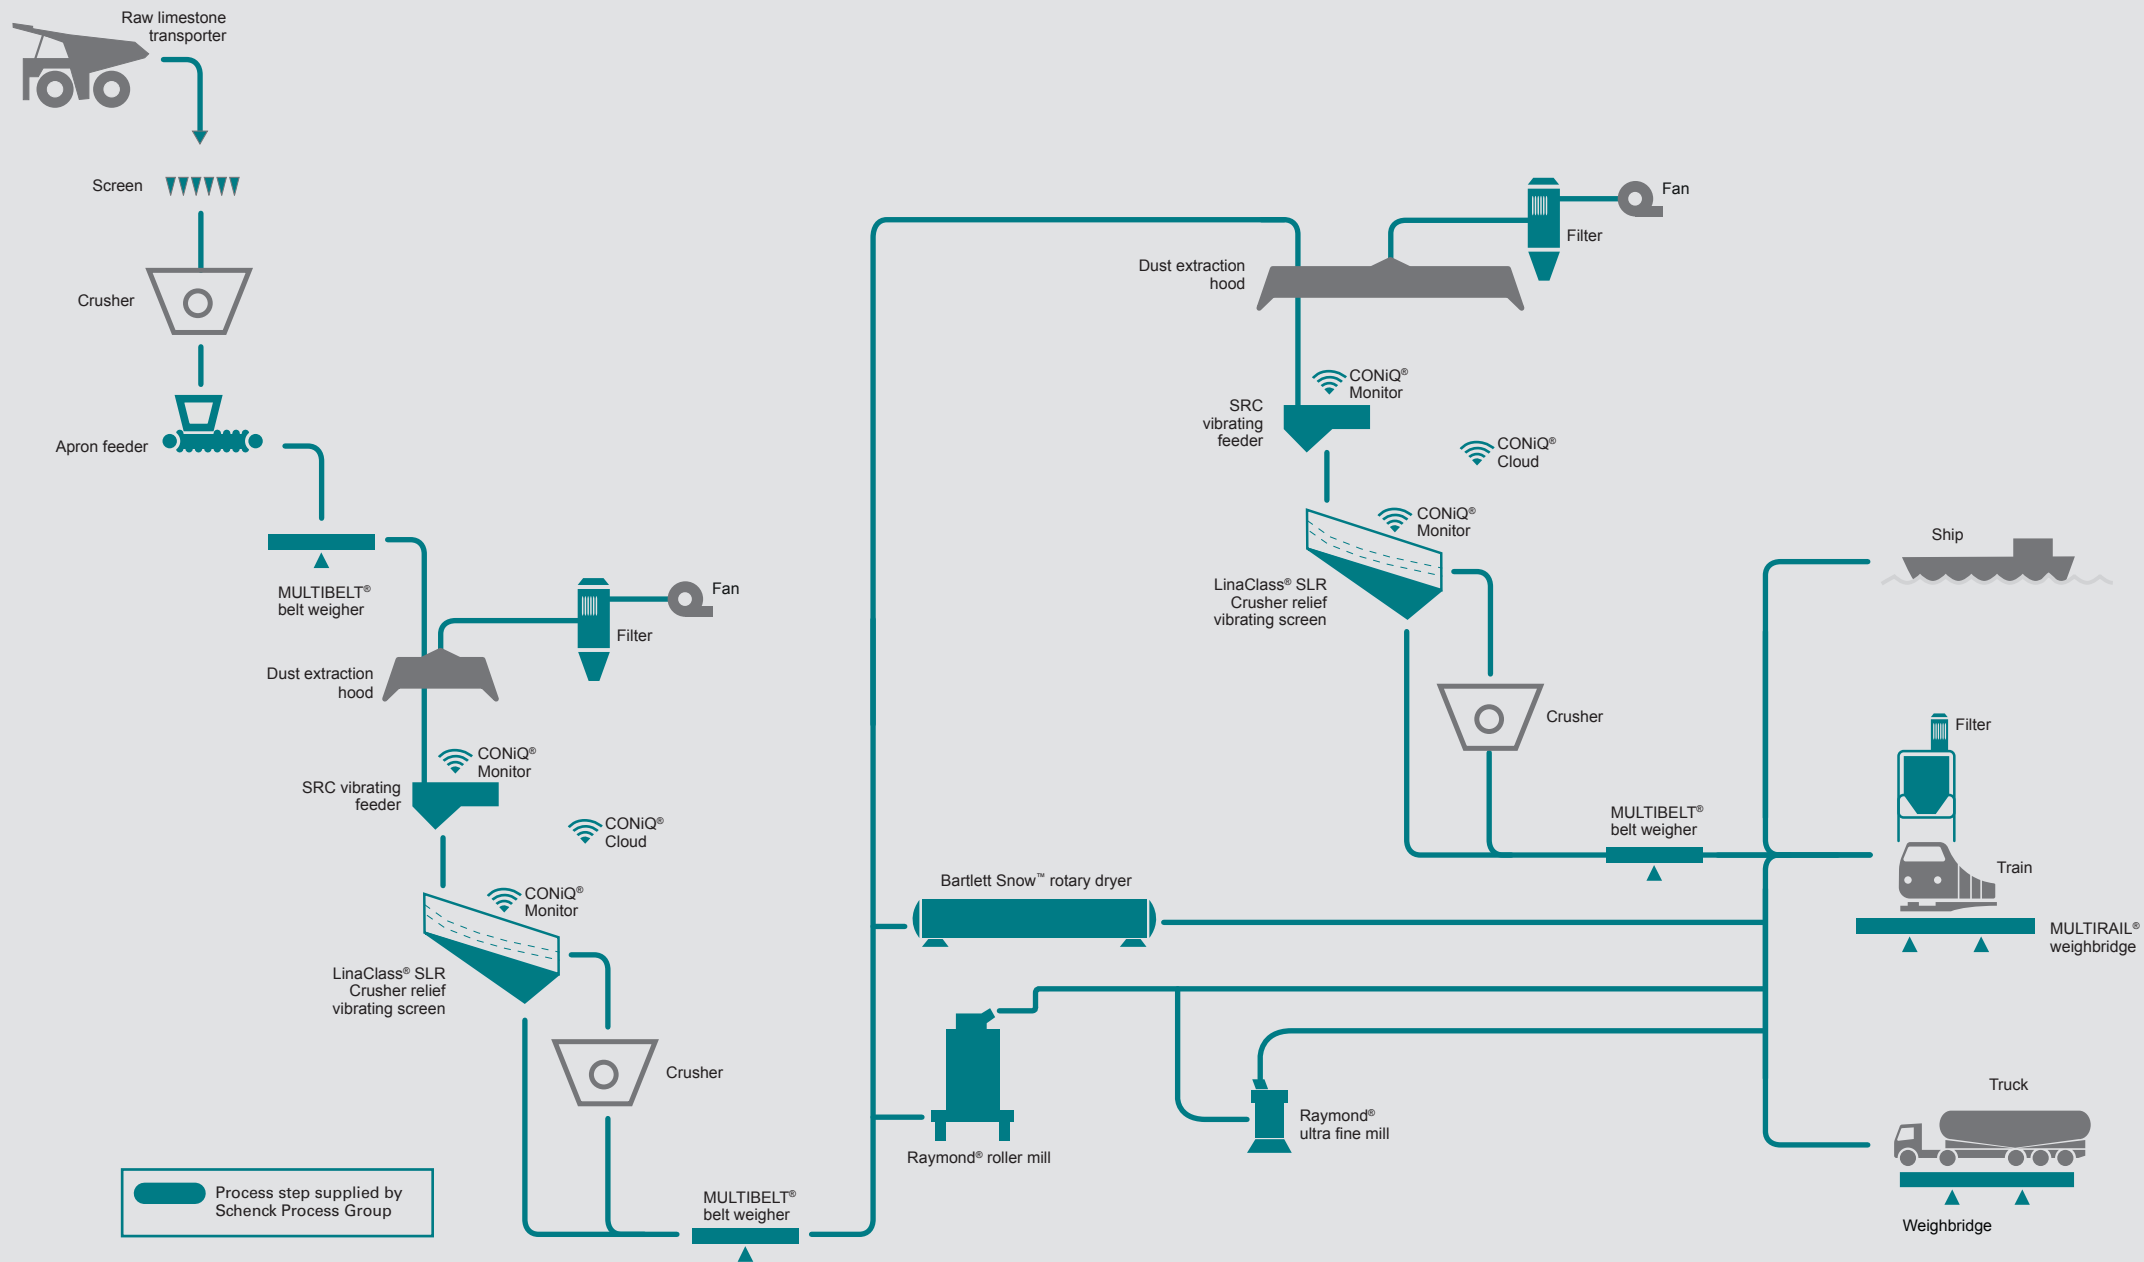 Raw limestone
transporter
Screen
Crusher
Apron feeder
MULTIBELT®
belt weigher
Fan
Filter
Dust extraction
hood
CONiQ®
Monitor
SRC vibrating
feeder
CONiQ®
Cloud
CONiQ®
Monitor
LinaClass® SLR
Crusher relief
vibrating screen
Crusher
MULTIBELT®
belt weigher
Process step supplied by
Schenck Process Group
Fan
Filter
Dust extraction
hood
CONiQ®
Monitor
SRC
vibrating
feeder
CONiQ®
Cloud
CONiQ®
Monitor
LinaClass® SLR
Crusher relief
vibrating screen
Crusher
MULTIBELT®
belt weigher
Bartlett Snow™ rotary dryer
Raymond® roller mill
Raymond®
ultra fine mill
Ship
Filter
Train
MULTIRAIL®
weighbridge
Truck
Weighbridge